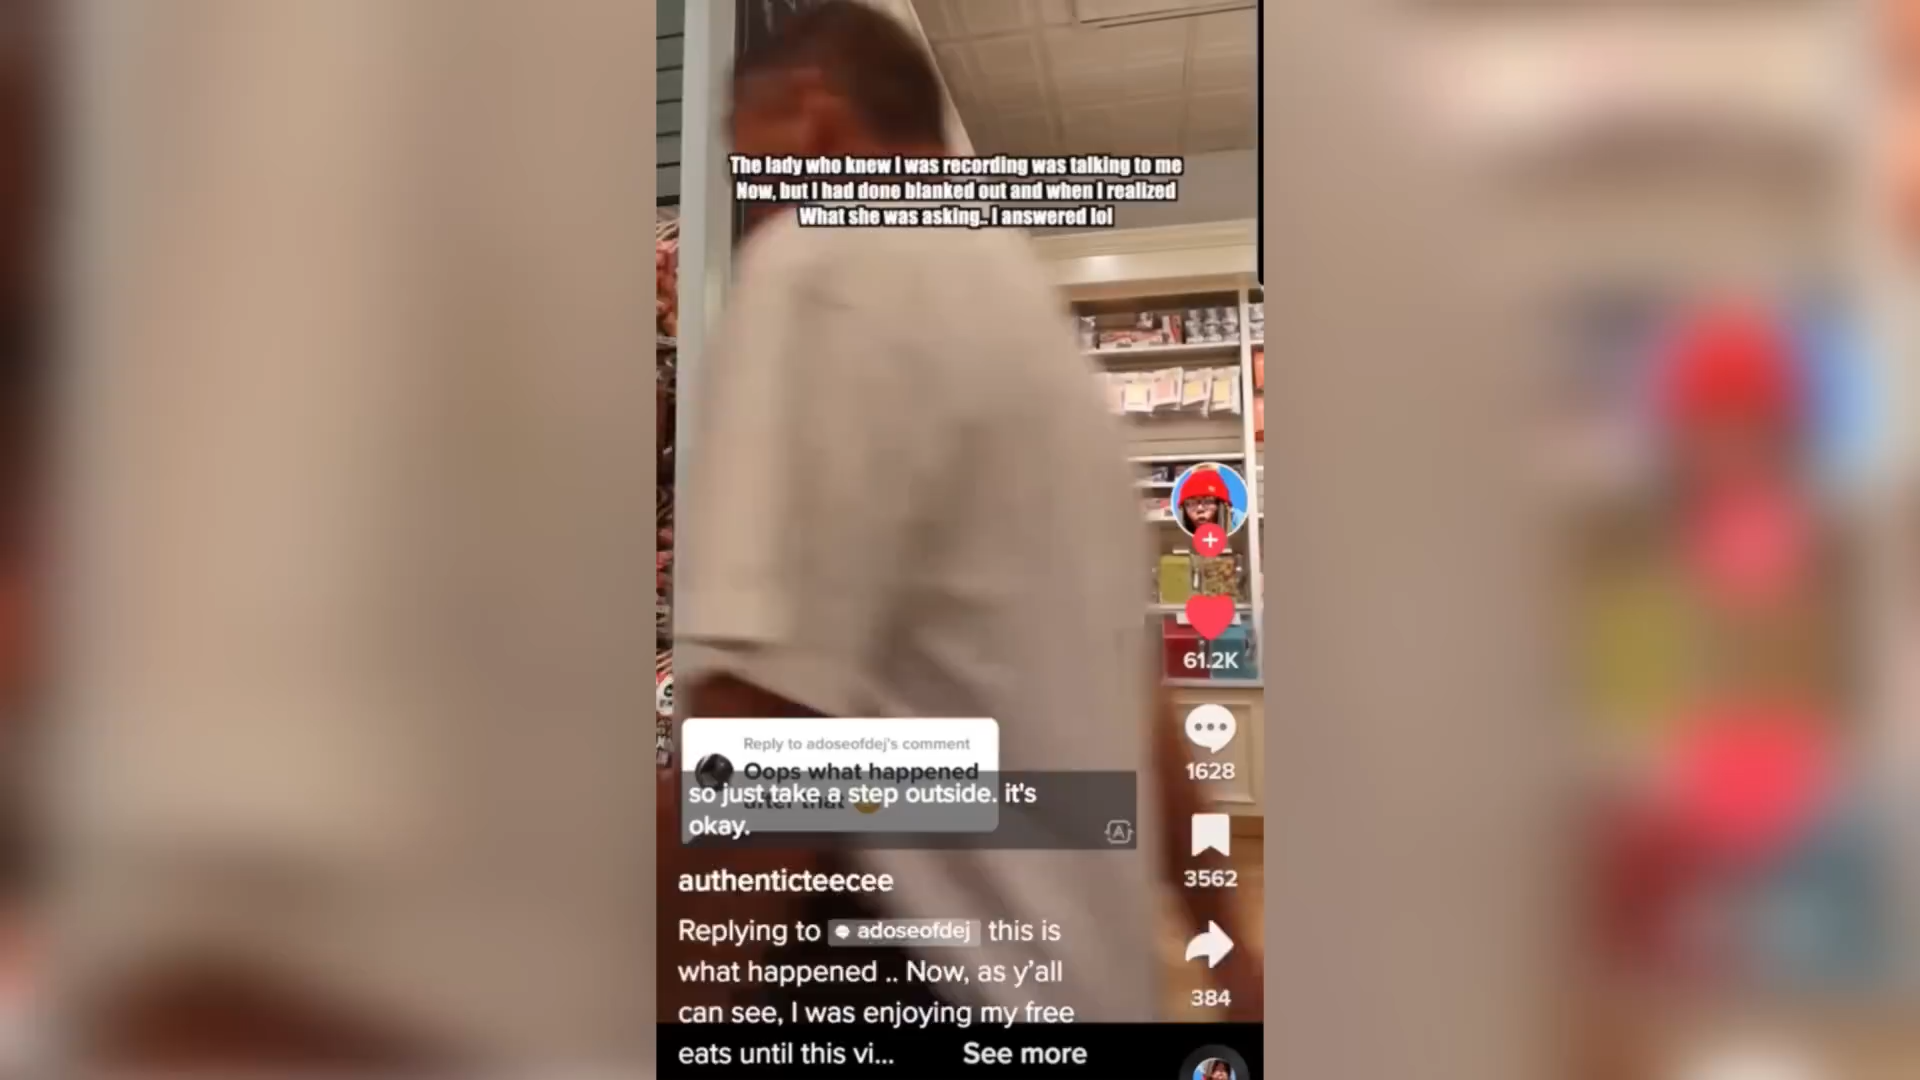 The lady who knew I was recording was talking to me
Now, but I had done blanked out and when I realized
What she was asking.. I answered lol
61.2K
Reply to adoseofdej's comment
Oops what happened
after that
so just take a step outside. it's
okay.
A
1628
3562
384
authenticteecee
Replying to adoseofdej this is
what happened .. Now, as y'all
can see, I was enjoying my free
eats until this vi... See more